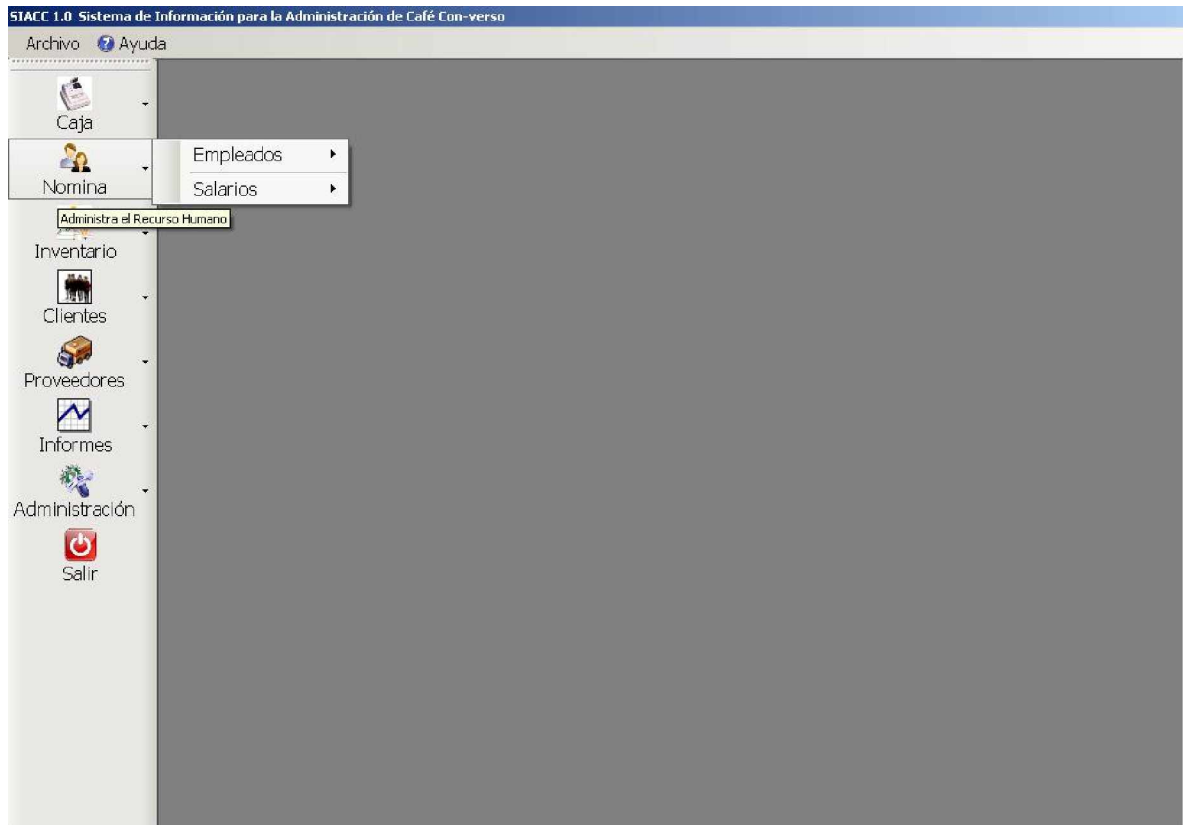 SIACC 1.0 Sistema de Información para la Administración de Café Con-verso
Archivo Ayuda
Caja
Nomina
Empleados
Salarios
Administra el Recurso Humano
Inventario
Clientes
Proveedores
Informes
Administración
Salir